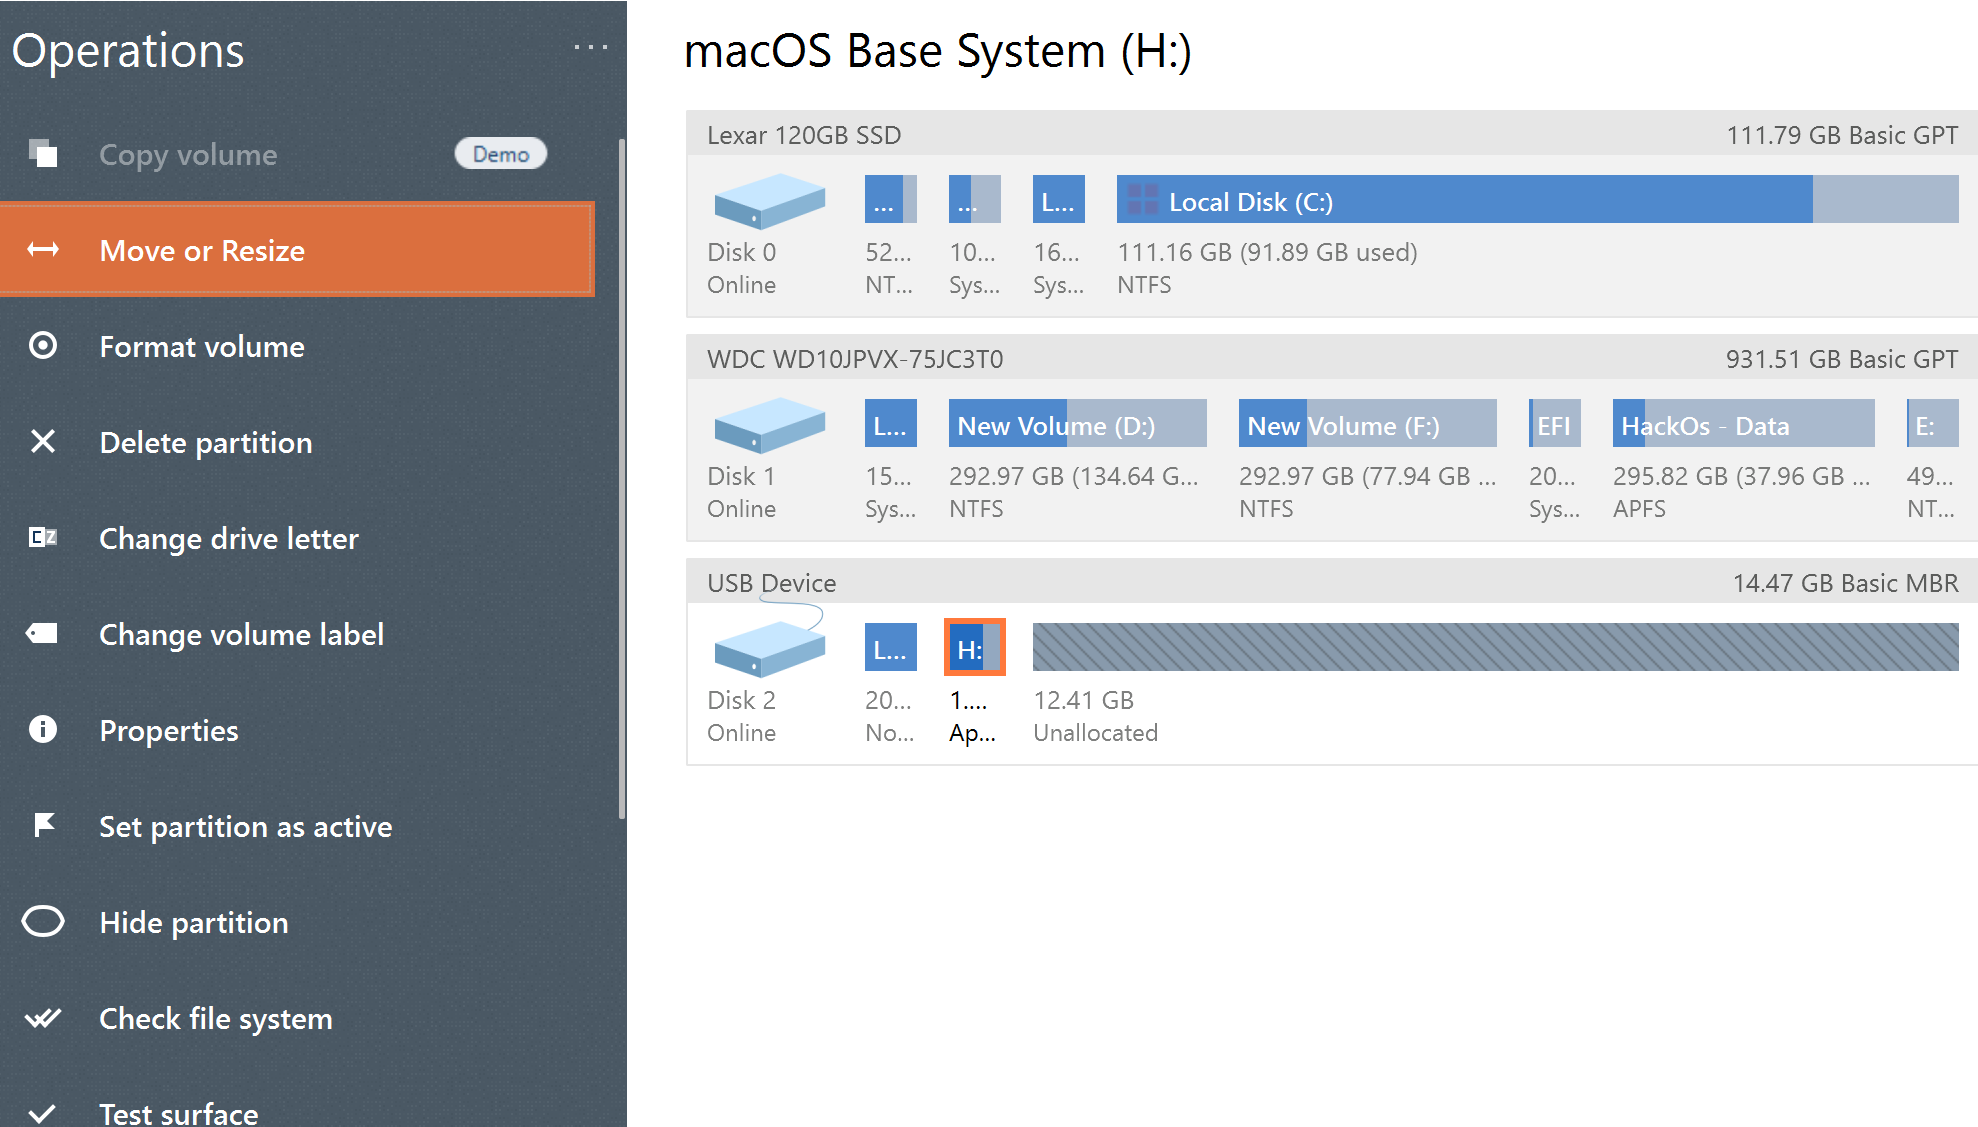 Operations
...
Copy volume
Demo
Move or Resize
Format volume
Delete partition
CZ
Change drive letter
Change volume label
Properties
Set partition as active
Hide partition
Check file system
Test surface
macOS Base System (H:)
Lexar 120GB SSD
111.79 GB Basic GPT
... ... L... Local Disk (C:)
Disk 0 52... 10... 16... 111.16 GB (91.89 GB used)
Online NT... Sys... Sys... NTFS
WDC WD10JPVX-75JC3T0
931.51 GB Basic GPT
L... New Volume (D:) New Volume (F:) EFI HackOs - Data E:
Disk 1 15... 292.97 GB (134.64 G... 292.97 GB (77.94 GB ... 20... 295.82 GB (37.96 GB ... 49...
Online Sys... NTFS NTFS Sys... APFS NT...
USB Device
14.47 GB Basic MBR
L... H:
Disk 2 20... 1.... 12.41 GB
Online No... Ap... Unallocated